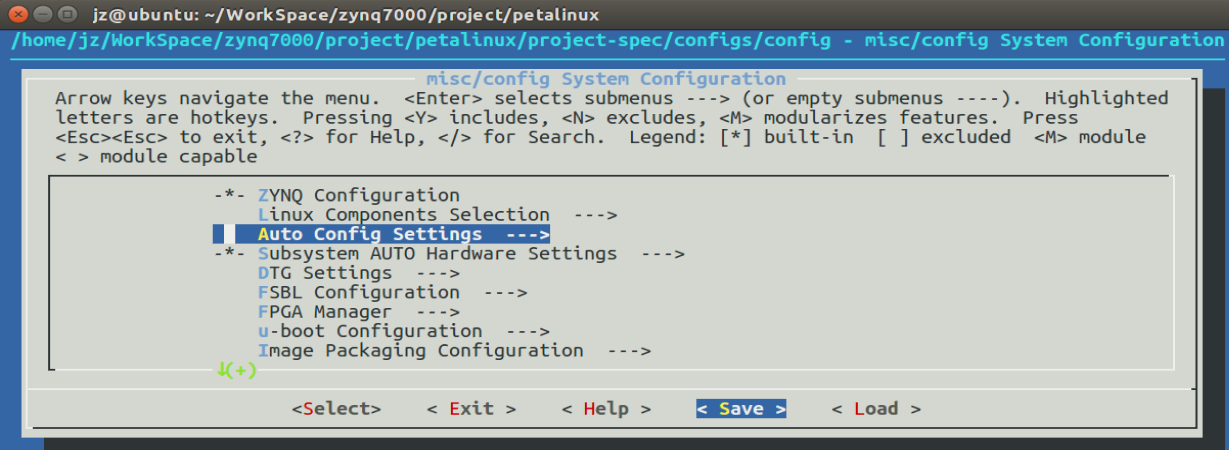 jz@ubuntu: ~/WorkSpace/zynq7000/project/petalinux
/home/jz/WorkSpace/zynq7000/project/petalinux/project-spec/configs/config - misc/config System Configuration
misc/config System Configuration
Arrow keys navigate the menu.  <Enter> selects submenus ---> (or empty submenus ----).  Highlighted
letters are hotkeys.  Pressing <Y> includes, <N> excludes, <M> modularizes features.  Press
<Esc><Esc> to exit, <?> for Help, </> for Search.  Legend: [*] built-in  [ ] excluded  <M> module
< > module capable
-*- ZYNQ Configuration
Linux Components Selection  --->
Auto Config Settings  --->
-*- Subsystem AUTO Hardware Settings  --->
DTG Settings  --->
FSBL Configuration  --->
FPGA Manager  --->
u-boot Configuration  --->
Image Packaging Configuration  --->
↓(+)
<Select>    < Exit >    < Help >    < Save >    < Load >